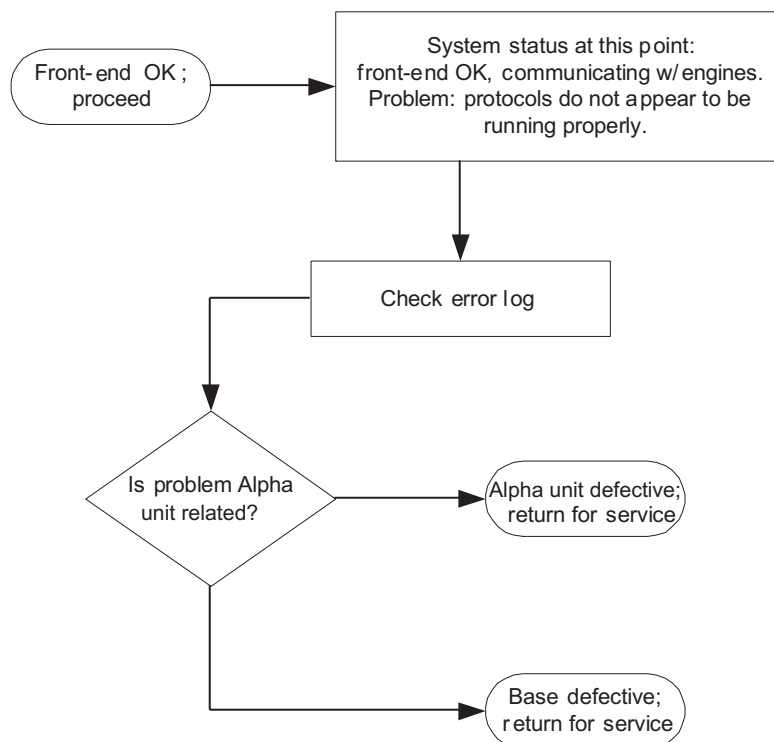 Front-end OK;
proceed
System status at this point:
front-end OK, communicating w/engines.
Problem: protocols do not appear to be
running properly.
Check error log
Is problem Alpha
unit related?
Alpha unit defective;
return for service
Base defective;
return for service